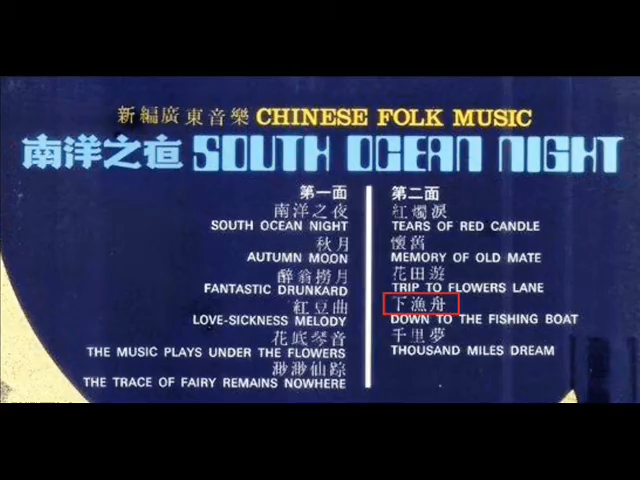 新編廣東音樂 CHINESE FOLK MUSIC
南洋之夜 SOUTH OCEAN NIGHT
第一面
南洋之夜
SOUTH OCEAN NIGHT
秋月
AUTUMN MOON
醉翁撈月
FANTASTIC DRUNKARD
紅豆曲
LOVE-SICKNESS MELODY
花底琴音
THE MUSIC PLAYS UNDER THE FLOWERS
渺渺仙踪
THE TRACE OF FAIRY REMAINS NOWHERE
第二面
紅燭淚
TEARS OF RED CANDLE
懷舊
MEMORY OF OLD MATE
花田遊
TRIP TO FLOWERS LANE
下漁舟
DOWN TO THE FISHING BOAT
千里夢
THOUSAND MILES DREAM